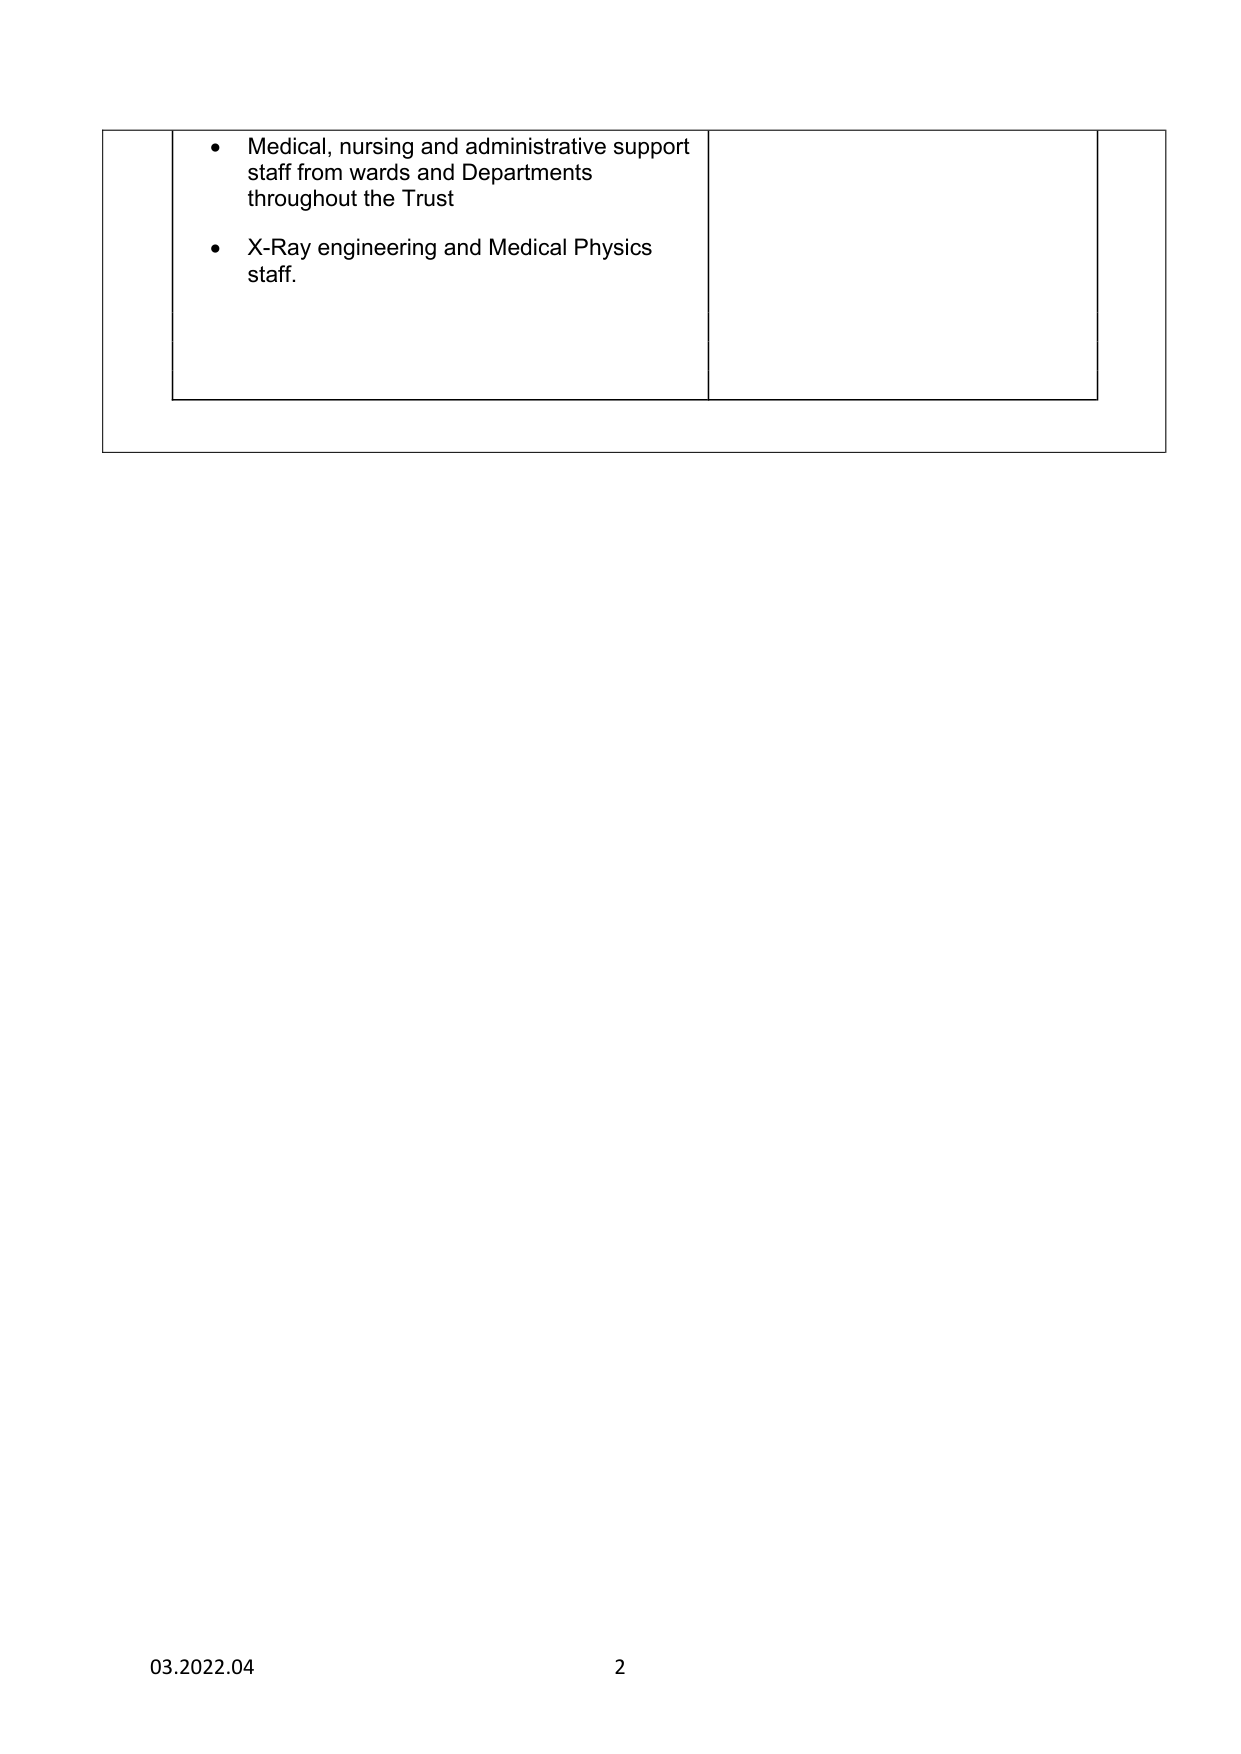 • Medical, nursing and administrative support
staff from wards and Departments
throughout the Trust
• X-Ray engineering and Medical Physics
staff.
03.2022.04 2